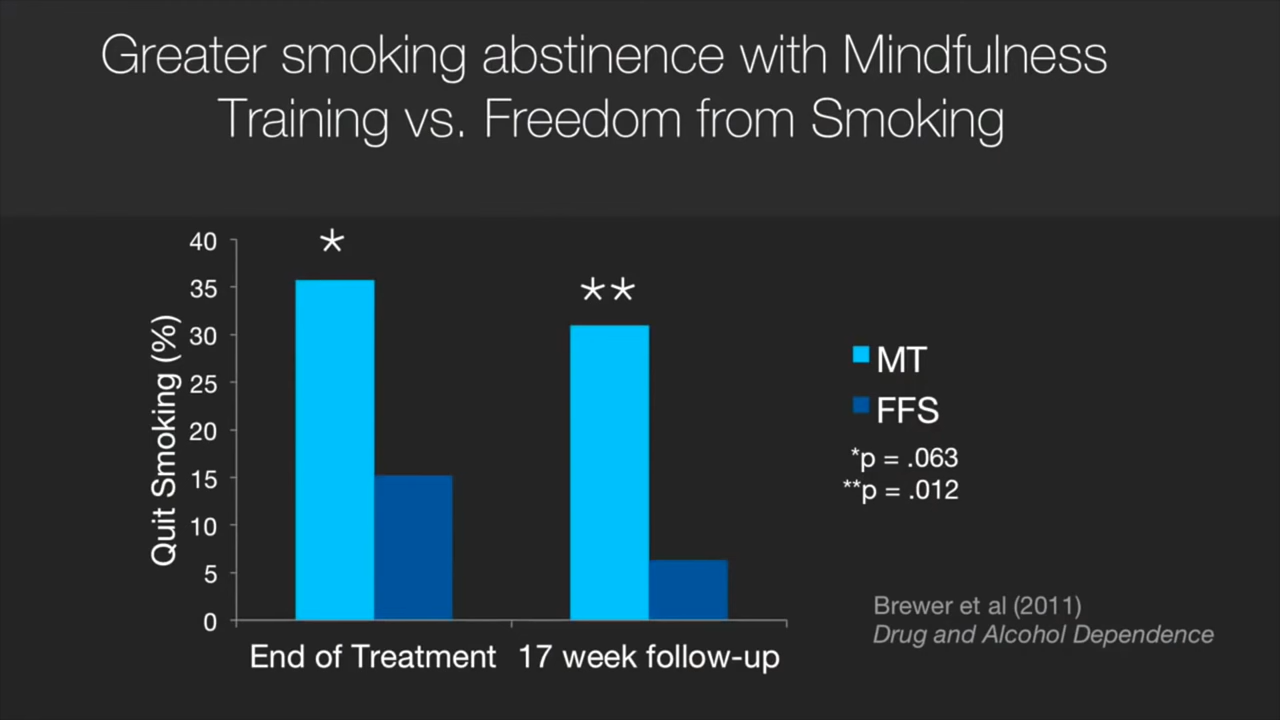 Greater smoking abstinence with Mindfulness
Training vs. Freedom from Smoking
*
**
40
35
30
25
20
15
10
5
0
Quit Smoking (%)
End of Treatment
17 week follow-up
MT
FFS
*p = .063
**p = .012
Brewer et al (2011)
Drug and Alcohol Dependence